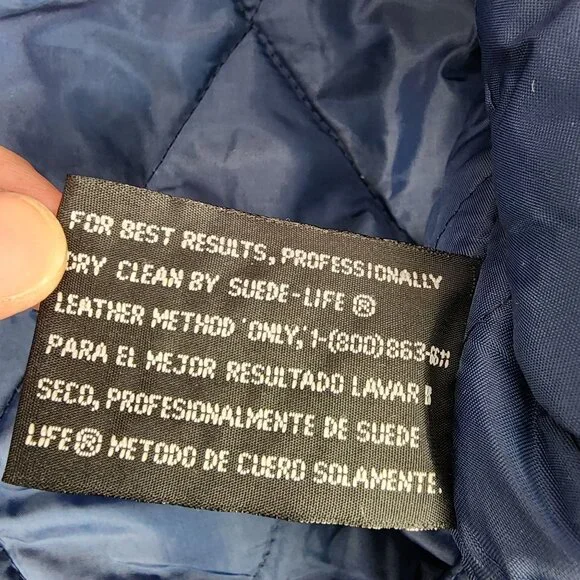 FOR BEST RESULTS, PROFESSIONALLY
DRY CLEAN BY SUEDE-LIFE ®
LEATHER METHOD 'ONLY,' 1-(800)
PARA EL MEJOR RESULTADO LAVAR
SECO, PROFESIONALMENTE DE SUEDE
LIFE® METODO DE CUERO SOLAMENTE.